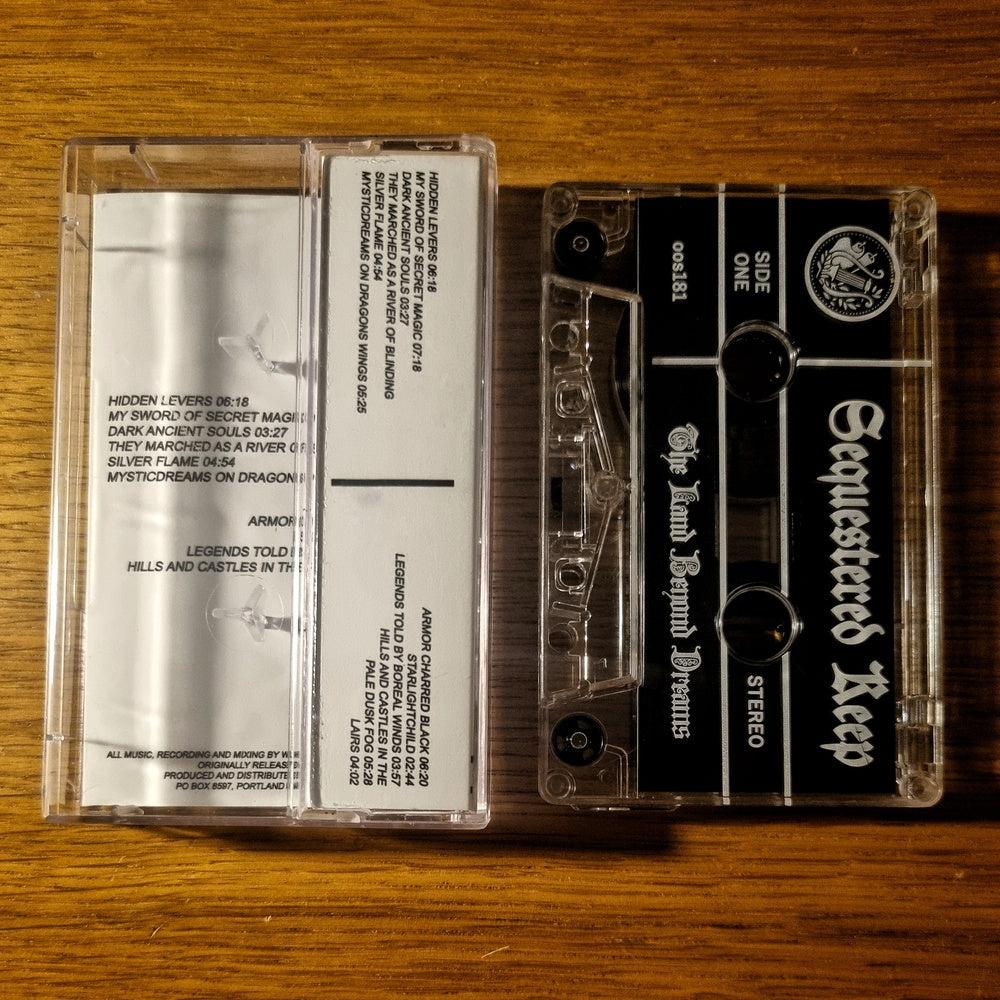 HIDDEN LEVERS 06:18
MY SWORD OF SECRET MAGI
DARK ANCIENT SOULS 03:27
THEY MARCHED AS A RIVER
SILVER FLAME 04:54
MYSTICDREAMS ON DRAGON
ARMOR
LEGENDS TOLD
HILLS AND CASTLES IN THE
ALL MUSIC, RECORDING AND MIXING BY
ORIGINALLY
PRODUCED AND
PO BOX 8597, PORTLAND
HIDDEN LEVERS 06:18
MY SWORD OF SECRET MAGIC 07:18
DARK ANCIENT SOULS 03:27
THEY MARCHED AS A RIVER OF BLINDING
SILVER FLAME 04:54
MYSTICDREAMS ON DRAGONS WINGS 05:25
ARMOR CHARRED BLACK 06:20
STARLIGHTCHILD 02:44
LEGENDS TOLD BY BOREAL WINDS 03:57
HILLS AND CASTLES IN THE
PALE DUSK FOG 05:28
LAIRS 04:02
Sequestered Keep
SIDE
ONE
STEREO
oos181
The Land Beyond Dreams